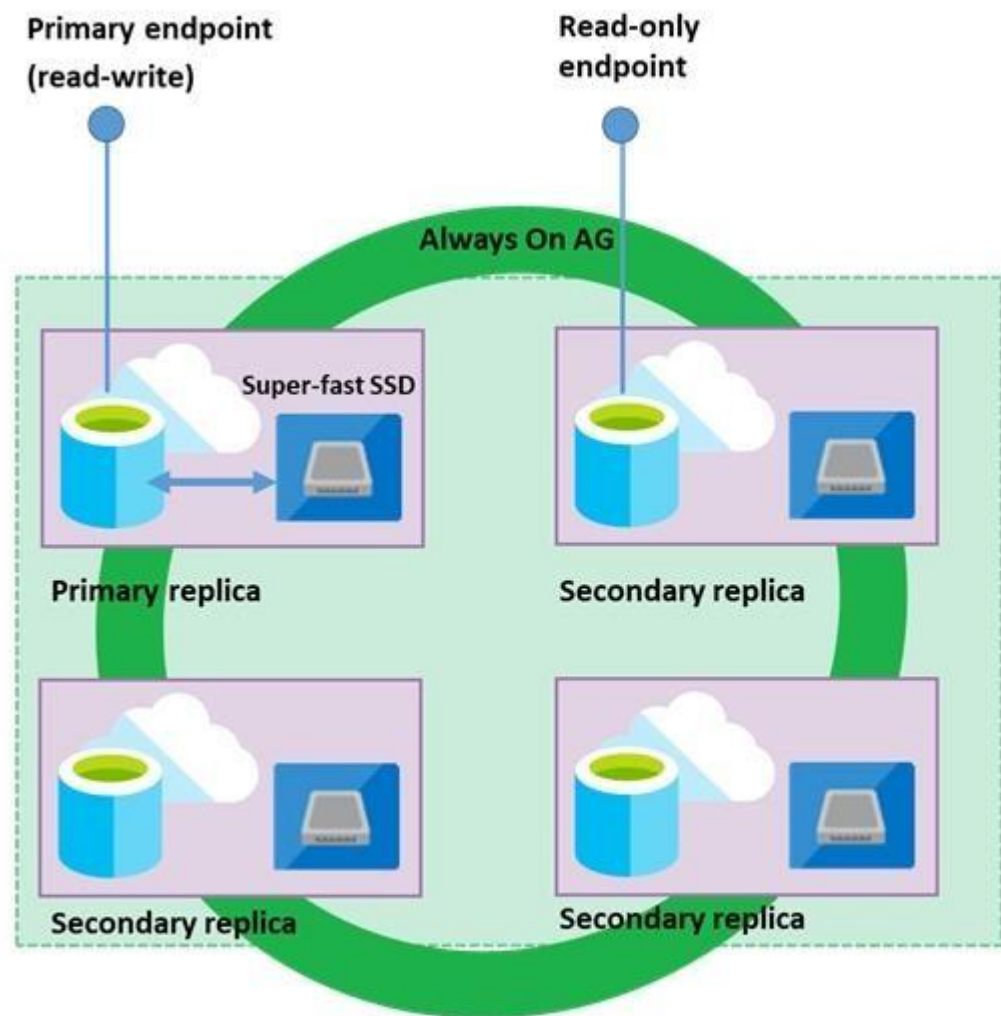 Primary endpoint
(read-write)
Read-only
endpoint
Always On AG
Super-fast SSD
Primary replica
Secondary replica
Secondary replica
Secondary replica